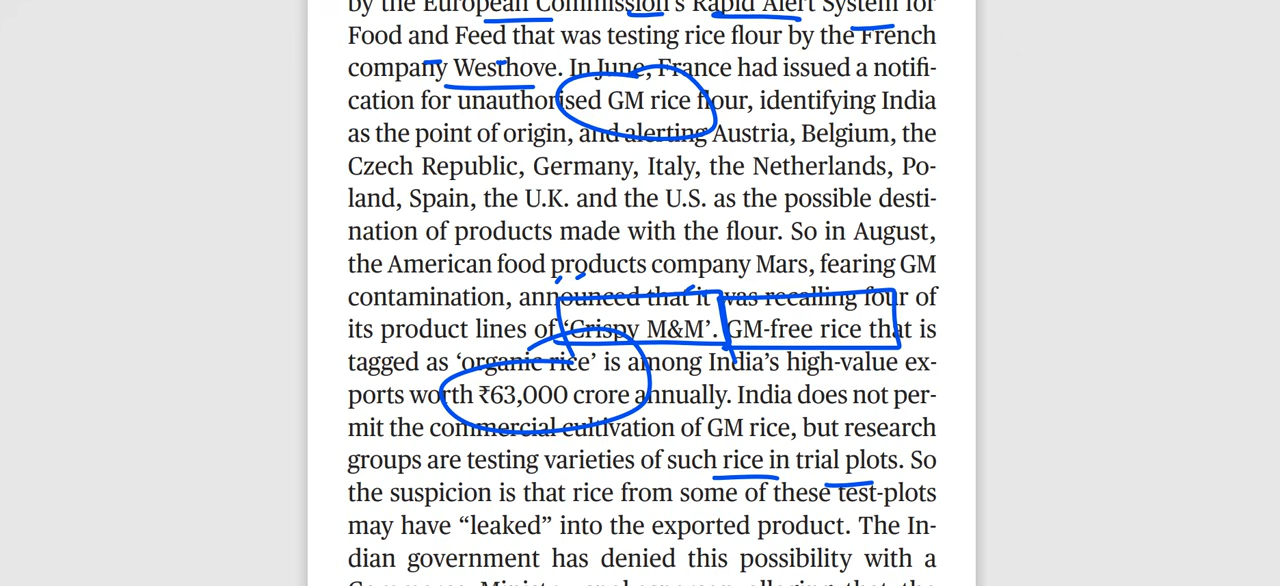 by the European Commission's Rapid Alert System for
Food and Feed that was testing rice flour by the French
company Westhove. In June, France had issued a notifi-
cation for unauthorised GM rice flour, identifying India
as the point of origin, and alerting Austria, Belgium, the
Czech Republic, Germany, Italy, the Netherlands, Po-
land, Spain, the U.K. and the U.S. as the possible desti-
nation of products made with the flour. So in August,
the American food products company Mars, fearing GM
contamination, announced that it was recalling four of
its product lines of 'Crispy M&M'. GM-free rice that is
tagged as 'organic rice' is among India's high-value ex-
ports worth ₹63,000 crore annually. India does not per-
mit the commercial cultivation of GM rice, but research
groups are testing varieties of such rice in trial plots. So
the suspicion is that rice from some of these test-plots
may have “leaked” into the exported product. The In-
dian government has denied this possibility with a